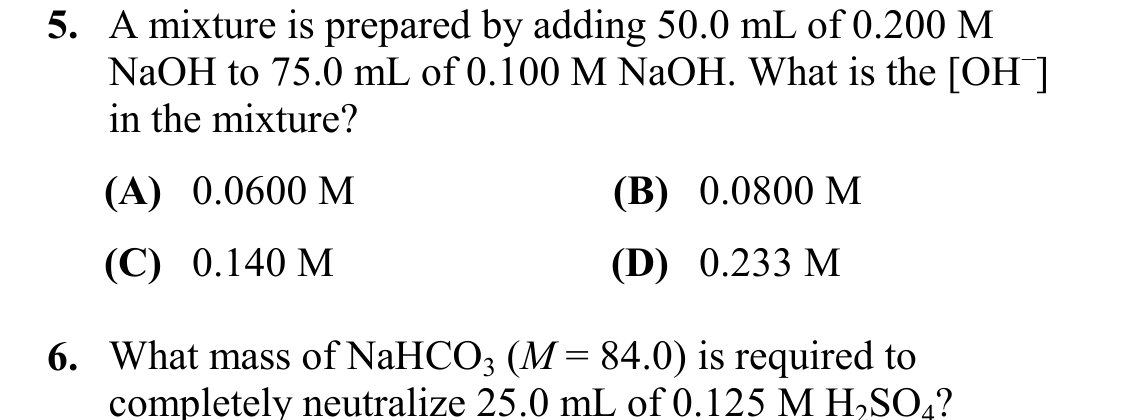 5. A mixture is prepared by adding 50.0 mL of 0.200 M
NaOH to 75.0 mL of 0.100 M NaOH. What is the [OH⁻]
in the mixture?
(A) 0.0600 M (B) 0.0800 M
(C) 0.140 M (D) 0.233 M
6. What mass of NaHCO₃ (M = 84.0) is required to
completely neutralize 25.0 mL of 0.125 M H₂SO₄?